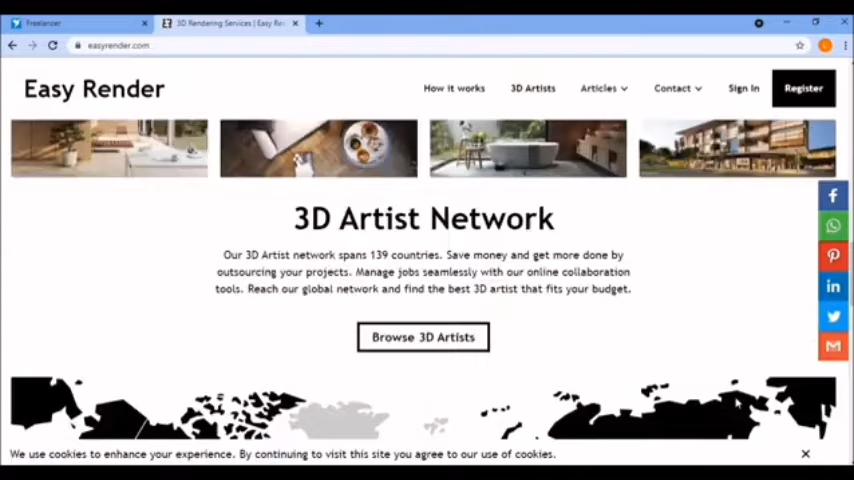 Freelancer
3D Rendering Services | Easy Re
easyrender.com
Easy Render
How it works
3D Artists
Articles
Contact
Sign In
Register
3D Artist Network
Our 3D Artist network spans 139 countries. Save money and get more done by
outsourcing your projects. Manage jobs seamlessly with our online collaboration
tools. Reach our global network and find the best 3D artist that fits your budget.
Browse 3D Artists
We use cookies to enhance your experience. By continuing to visit this site you agree to our use of cookies.